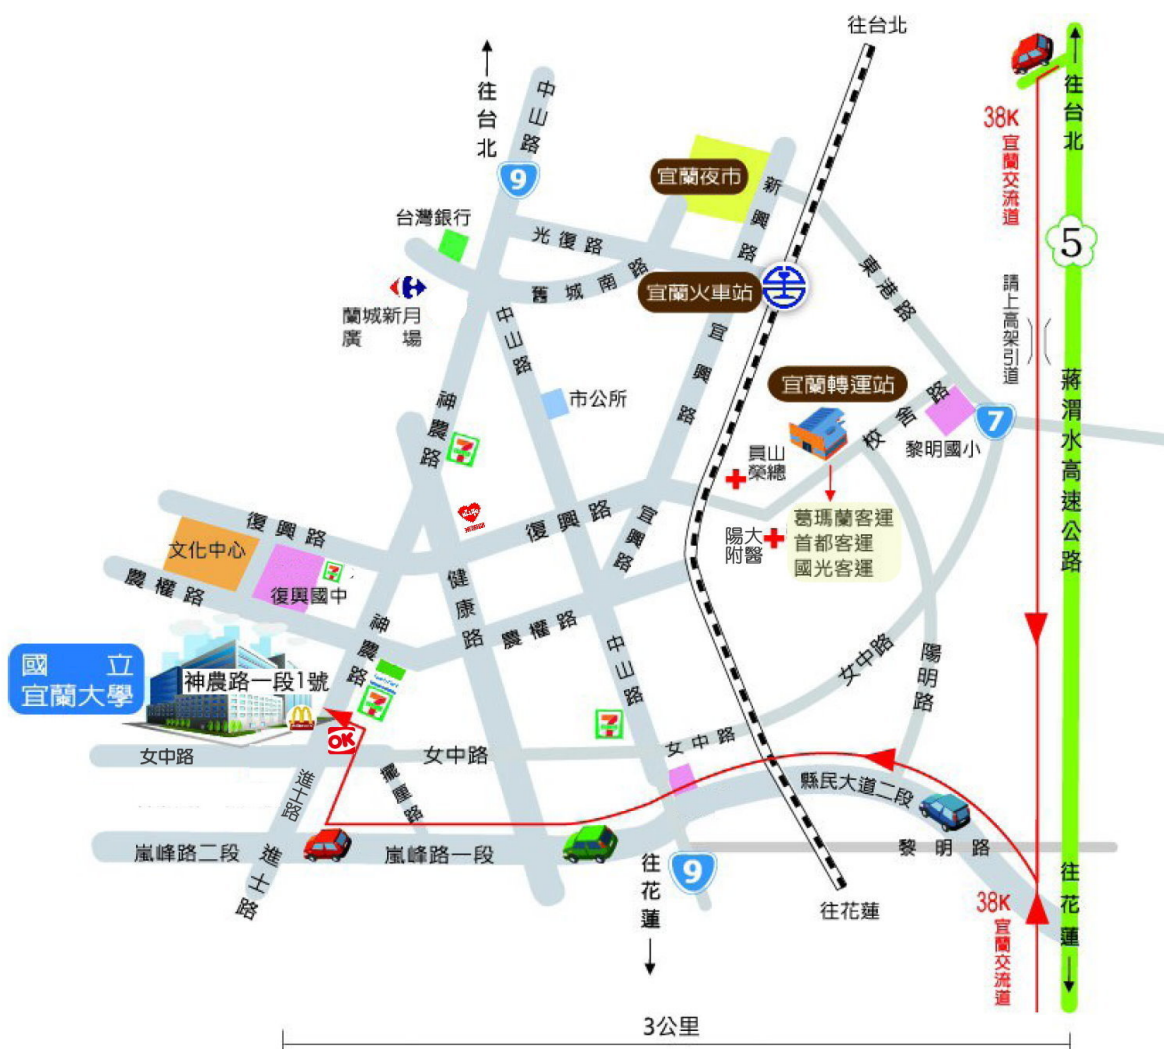 往台北
往台北
中山路
9
台灣銀行
蘭城新月
廣場
光復路
舊城南路
宜蘭夜市
新興路
宜蘭火車站
東港路
38K
宜蘭交流道
往台北
5
請上高架引道
蔣渭水高速公路
中山路
宜興路
市公所
宜蘭轉運站
校舍路
黎明國小
7
員山
榮總
陽大
附醫
葛瑪蘭客運
首都客運
國光客運
神農路
7
復興路
文化中心
復興國中
7
農權路
復興路
宜興路
健康路
農權路
中山路
神農路
國立
宜蘭大學
神農路一段1號
7
OK
7
女中路
女中路
女中路
女中路
陽明路
進士路
擺厘路
縣民大道二段
嵐峰路二段
進士路
嵐峰路一段
黎明路
9
往花蓮
往花蓮
38K
宜蘭交流道
往花蓮
3公里